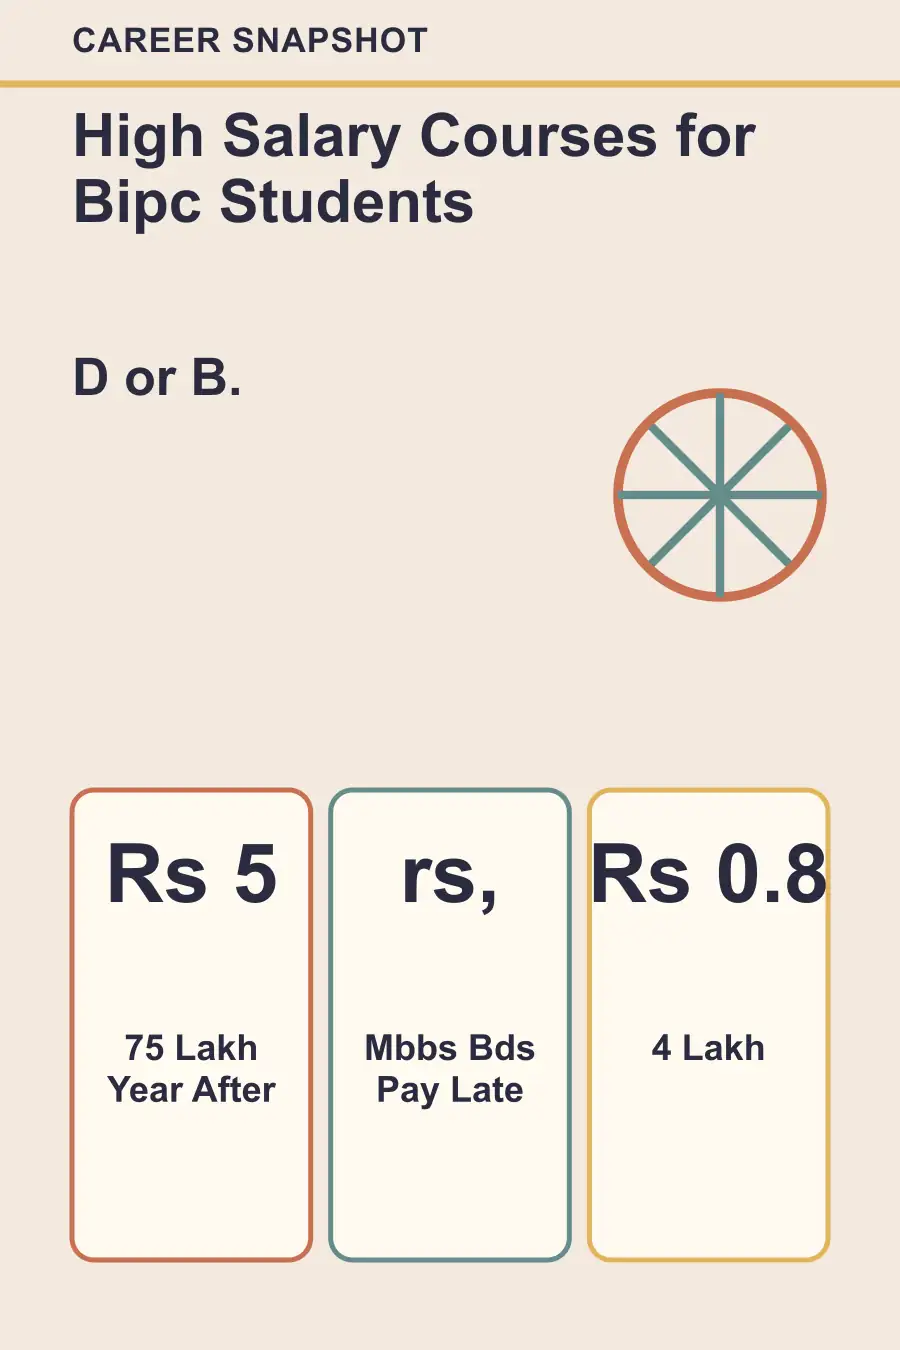 CAREER SNAPSHOT
High Salary Courses for
Bipc Students
D or B.
Rs 5
75 Lakh
Year After
rs,
Mbbs Bds
Pay Late
Rs 0.8
4 Lakh